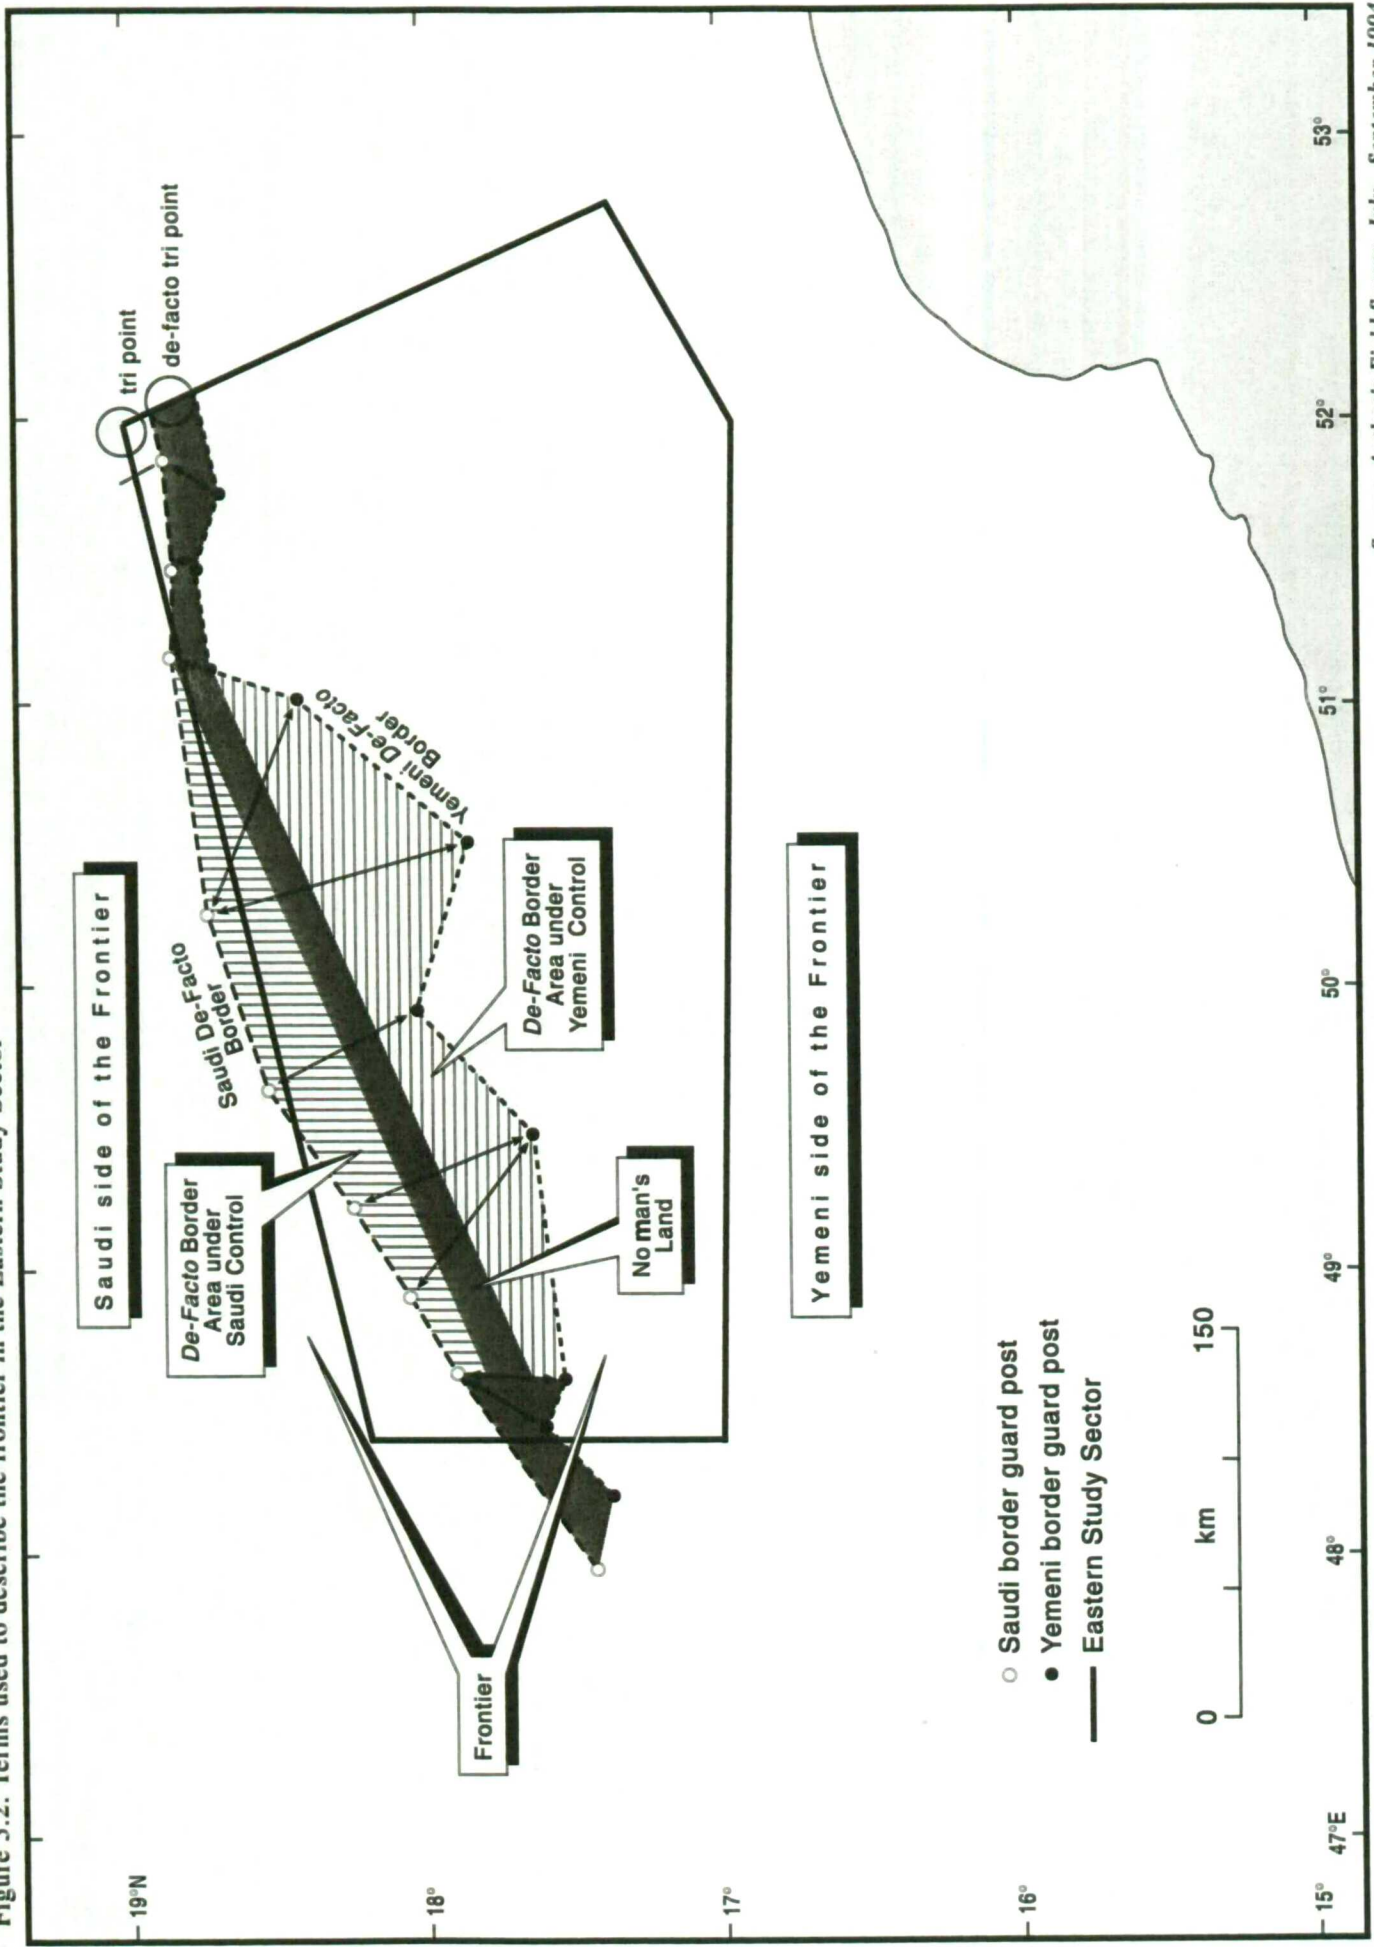 Figure 3.2. Terms used to describe the frontier in the Eastern Study Sector
tri point
de-facto tri point
Saudi side of the Frontier
Saudi De-Facto
Border
De-Facto Border
Area under
Saudi Control
Yemeni De-Facto
Border
De-Facto Border
Area under
Yemeni Control
No man's
Land
Frontier
Yemeni side of the Frontier
Saudi border guard post
Yemeni border guard post
Eastern Study Sector
0 km 150
19°N
18°
17°
16°
15°
47°E
48°
49°
50°
51°
52°
53°
September 1994